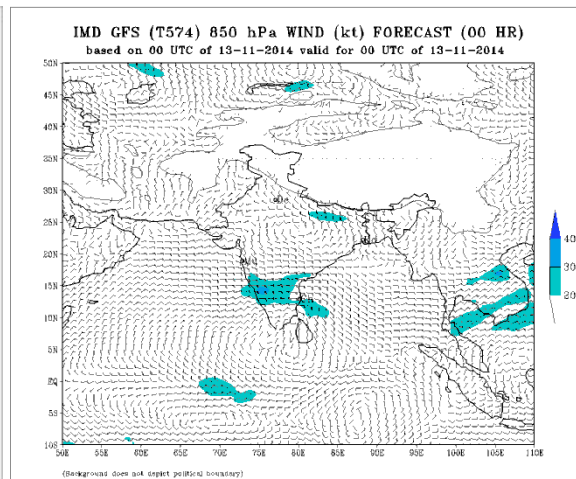 IMD GFS (T574) 850 hPa WIND (kt) FORECAST (00 HR)
based on 00 UTC of 13-11-2014 valid for 00 UTC of 13-11-2014
50N
45N
40N
35N
30N
25N
20N
15N
10N
5N
EQ
5S
10S
50E 55E 60E 65E 70E 75E 80E 85E 90E 95E 100E 105E 110E
40
30
20
(Background does not depict political boundary)